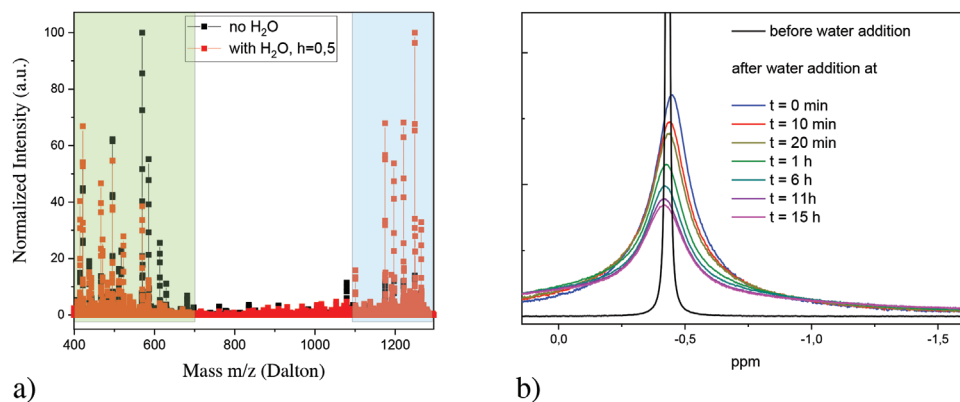 no H₂O
with H₂O, h=0,5
100
80
60
40
20
0
Normalized Intensity (a.u.)
400
600
800
1000
1200
Mass m/z (Dalton)
a)
before water addition
after water addition at
t = 0 min
t = 10 min
t = 20 min
t = 1 h
t = 6 h
t = 11h
t = 15 h
0,0
-0,5
-1,0
-1,5
ppm
b)